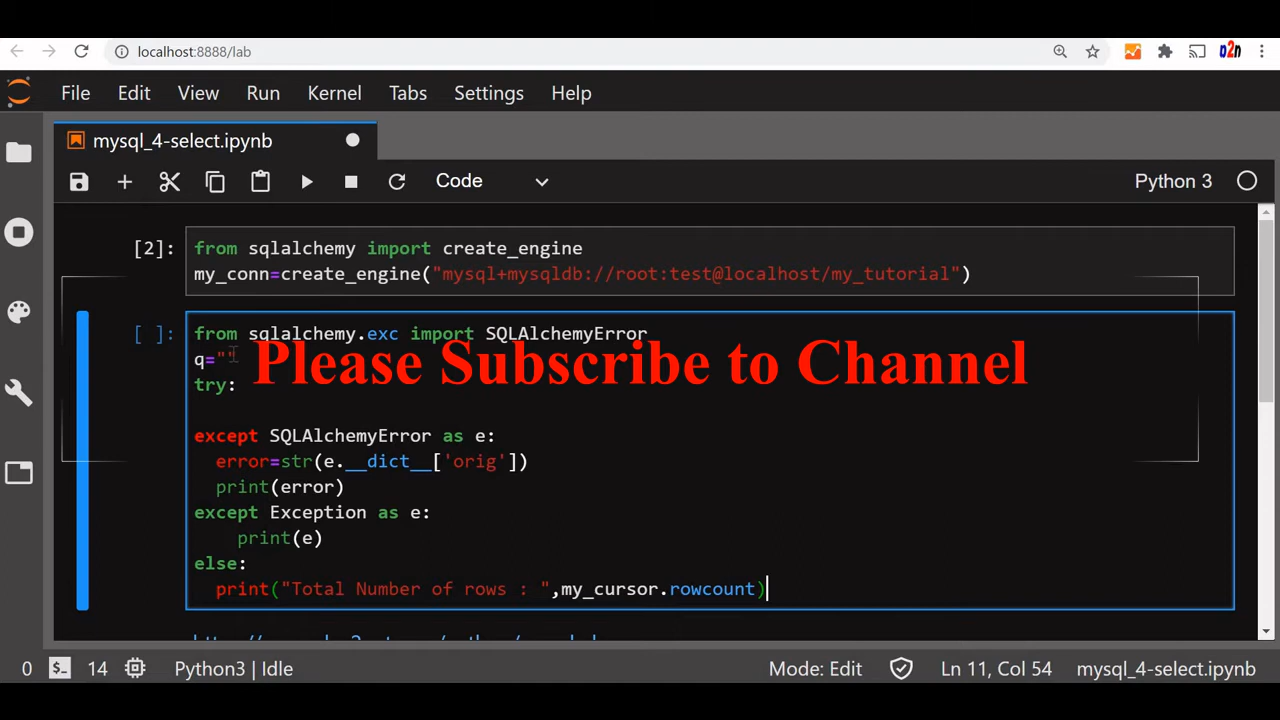 localhost:8888/lab
File Edit View Run Kernel Tabs Settings Help
mysql_4-select.ipynb
Code
Python 3
[2]: from sqlalchemy import create_engine
my_conn=create_engine("mysql+mysqldb://root:test@localhost/my_tutorial")
[ ]: from sqlalchemy.exc import SQLAlchemyError
q=""
Please Subscribe to Channel
try:
except SQLAlchemyError as e:
error=str(e.__dict__['orig'])
print(error)
except Exception as e:
print(e)
else:
print("Total Number of rows : ",my_cursor.rowcount)
0 $_ 14 Python3 | Idle Mode: Edit Ln 11, Col 54 mysql_4-select.ipynb